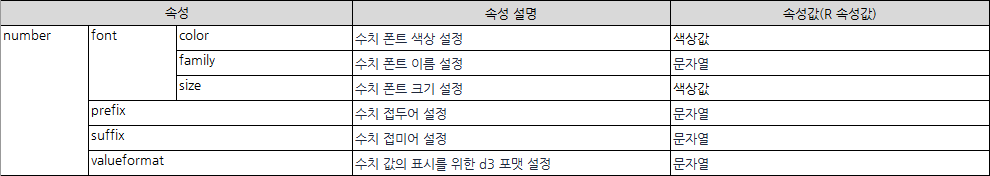 속성 속성 설명 속성값(R 속성값)
number font color 수치 폰트 색상 설정 색상값
family 수치 폰트 이름 설정 문자열
size 수치 폰트 크기 설정 색상값
prefix 수치 접두어 설정 문자열
suffix 수치 접미어 설정 문자열
valueformat 수치 값의 표시를 위한 d3 포맷 설정 문자열